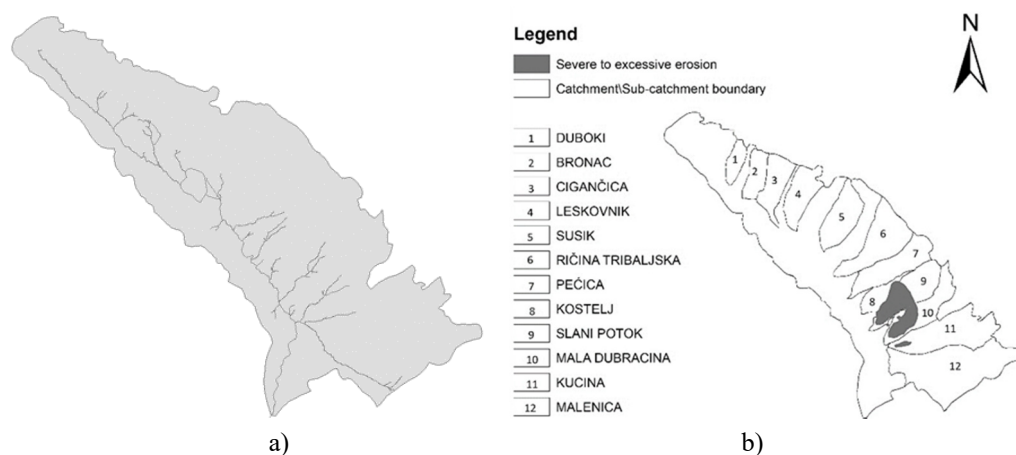 Legend
Severe to excessive erosion
Catchment\Sub-catchment boundary
1 DUBOKI
2 BRONAC
3 CIGANČICA
4 LESKOVNIK
5 SUSIK
6 RIČINA TRIBALJSKA
7 PEČICA
8 KOSTELJ
9 SLANI POTOK
10 MALA DUBRACINA
11 KUCINA
12 MALENICA
N
1
2
3
4
5
6
7
8
9
10
11
12
a)
b)